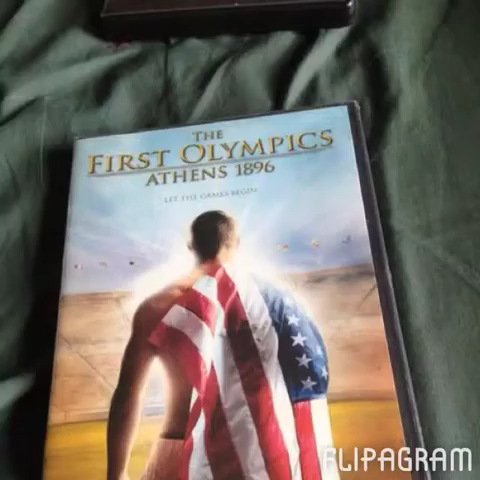 THE
FIRST OLYMPICS
ATHENS 1896
LET THE GAMES BEGIN
FLIPAGRAM